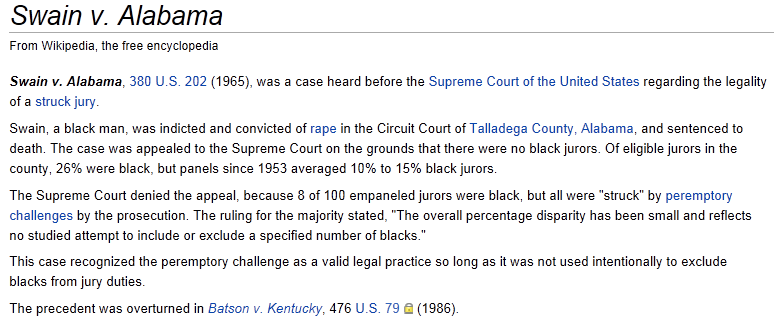 Swain v. Alabama
From Wikipedia, the free encyclopedia
Swain v. Alabama, 380 U.S. 202 (1965), was a case heard before the Supreme Court of the United States regarding the legality
of a struck jury.
Swain, a black man, was indicted and convicted of rape in the Circuit Court of Talladega County, Alabama, and sentenced to
death. The case was appealed to the Supreme Court on the grounds that there were no black jurors. Of eligible jurors in the
county, 26% were black, but panels since 1953 averaged 10% to 15% black jurors.
The Supreme Court denied the appeal, because 8 of 100 empaneled jurors were black, but all were "struck" by peremptory
challenges by the prosecution. The ruling for the majority stated, "The overall percentage disparity has been small and reflects
no studied attempt to include or exclude a specified number of blacks."
This case recognized the peremptory challenge as a valid legal practice so long as it was not used intentionally to exclude
blacks from jury duties.
The precedent was overturned in Batson v. Kentucky, 476 U.S. 79 (1986).